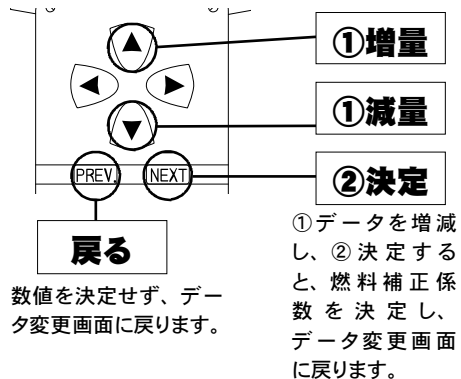 ①増量
①減量
PREV.
NEXT
②決定
戻る
数値を決定せず、デー
タ変更画面に戻ります。
①データを増減
し、②決定する
と、燃料補正係
数を決定し、
データ変更画面
に戻ります。